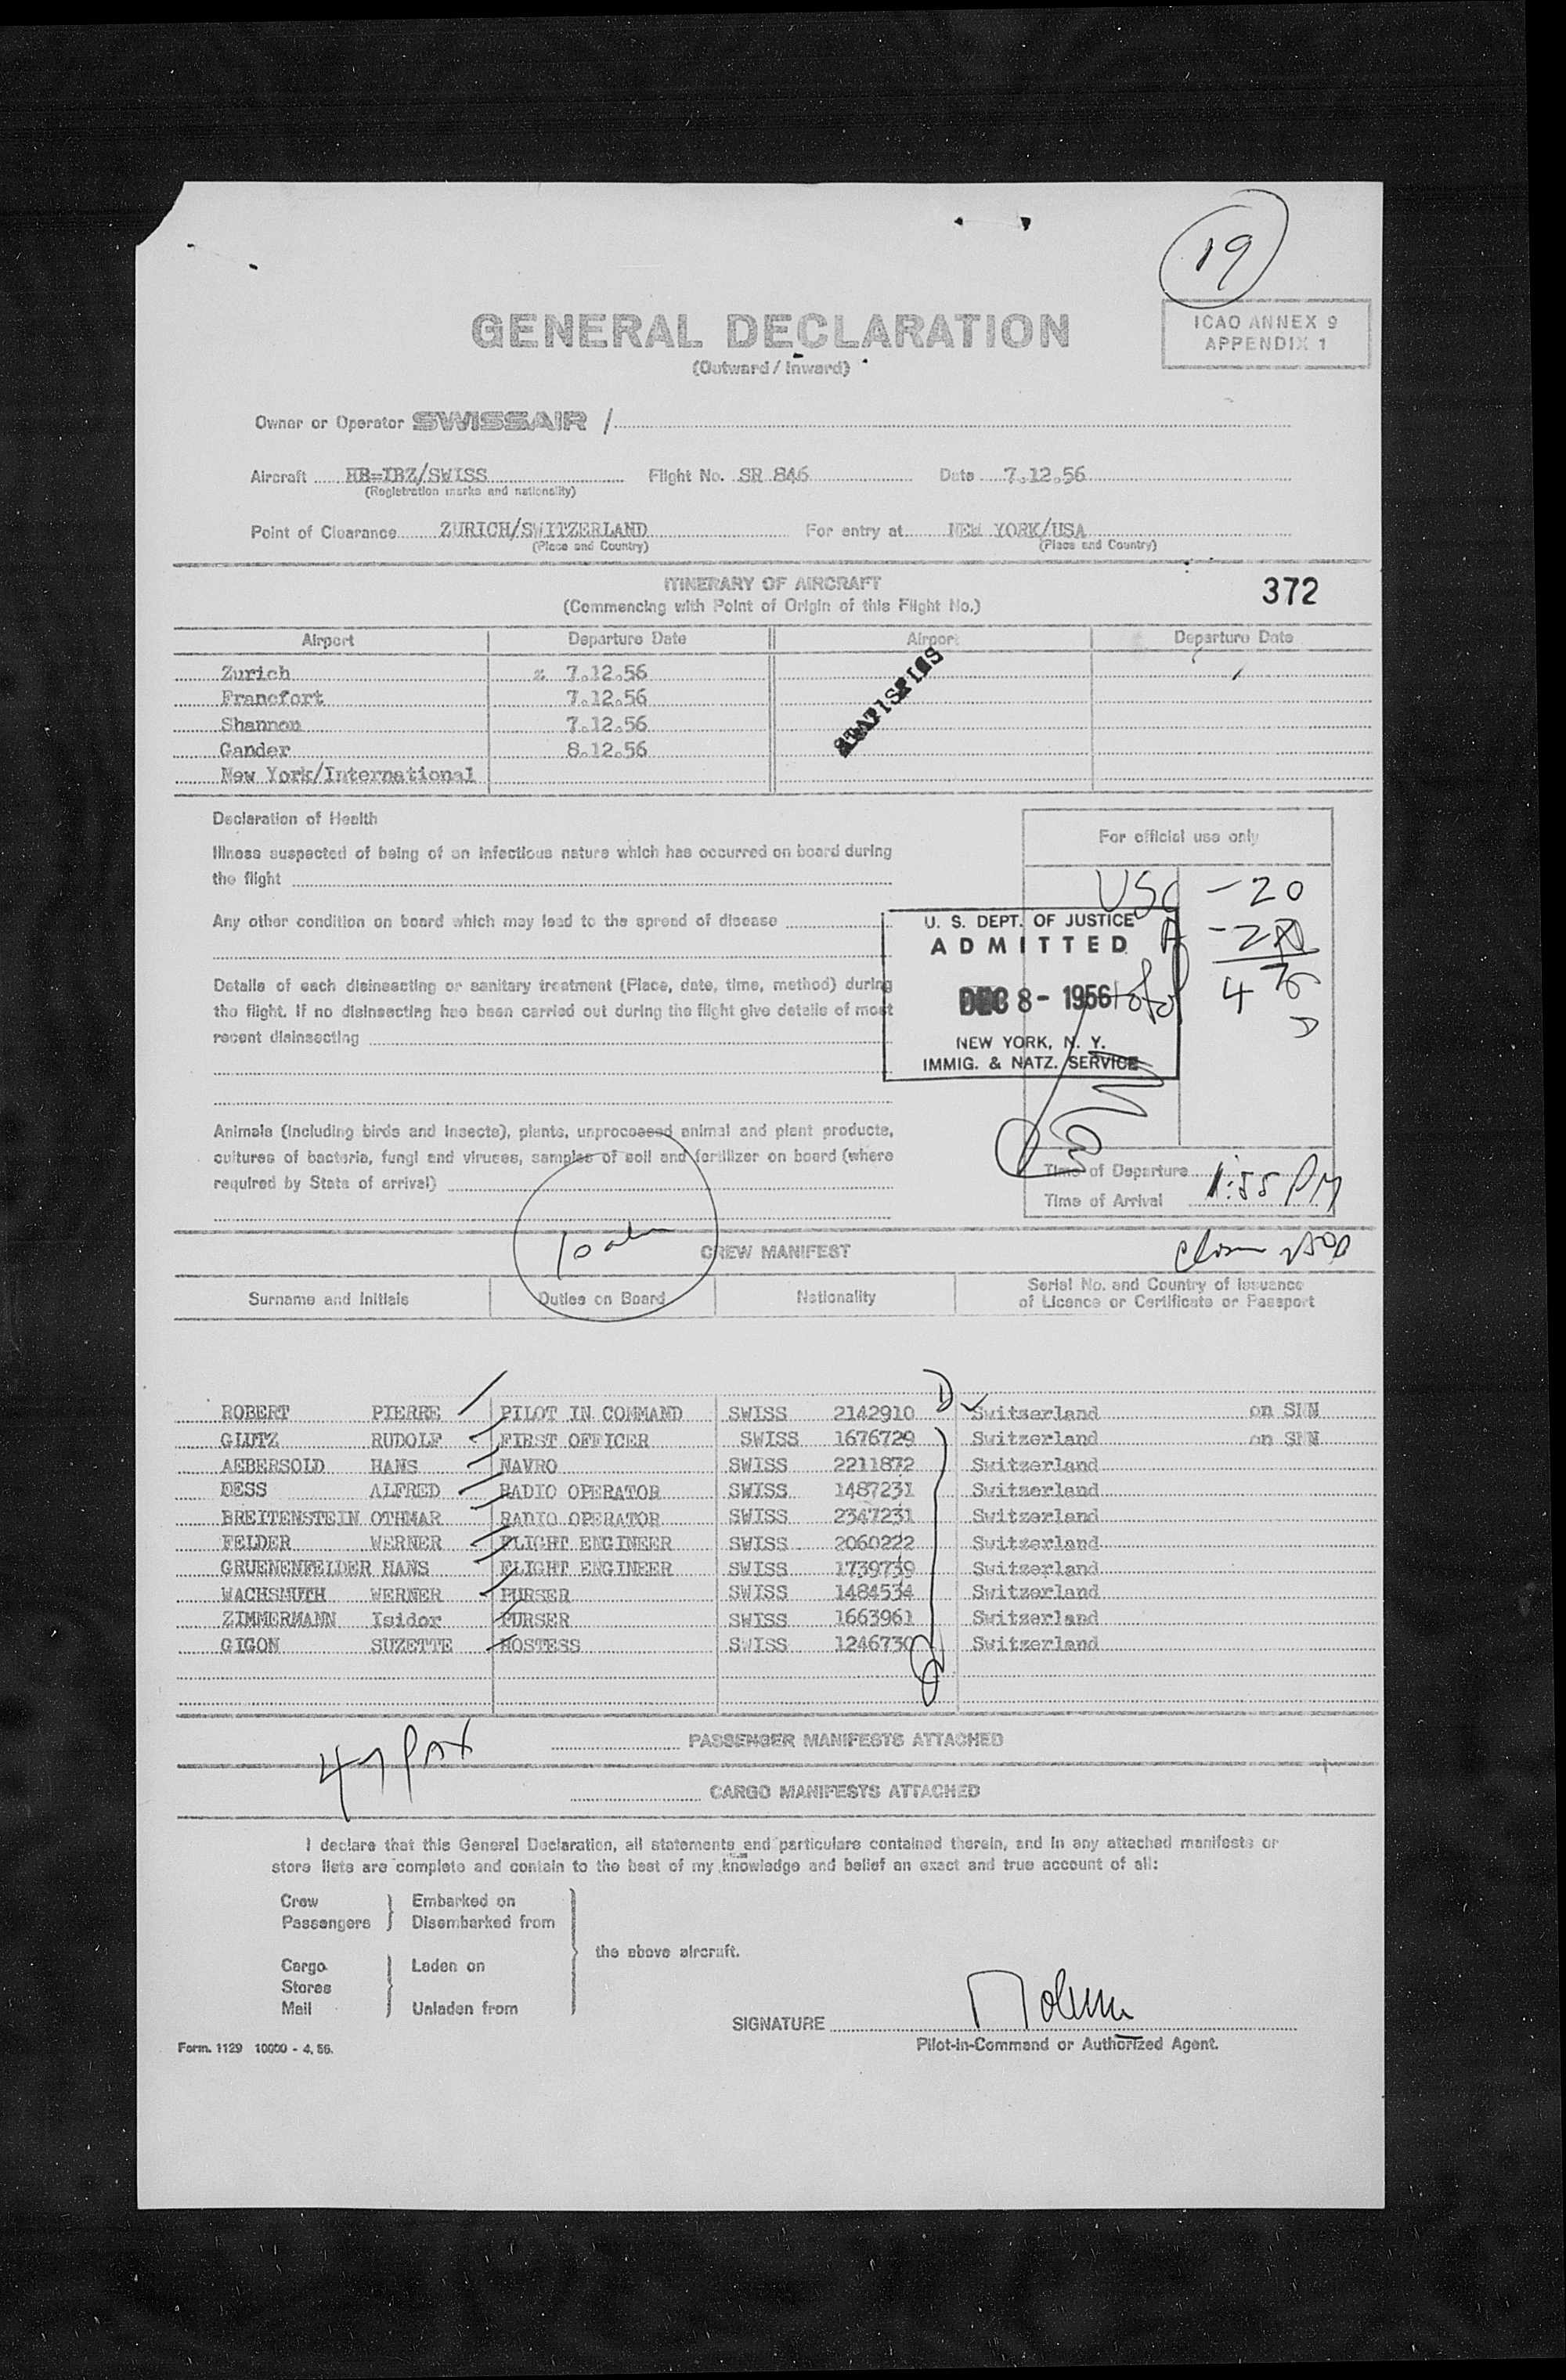 19
GENERAL DECLARATION
(Outward / Inward)
ICAO ANNEX 9
APPENDIX 1
Owner or Operator SWISSAIR /
Aircraft HB-IBZ/SWISS Flight No. SR 846 Date 7.12.56
(Registration marks and nationality)
Point of Clearance ZURICH/SWITZERLAND For entry at NEW YORK/USA
(Place and Country) (Place and Country)
ITINERARY OF AIRCRAFT
(Commencing with Point of Origin of this Flight No.)
372
Airport Departure Date Airport Departure Date
Zurich 7.12.56
Francfort 7.12.56
Shannon 7.12.56
Gander 8.12.56
New York/International
Declaration of Health
Illness suspected of being of an infectious nature which has occurred on board during
the flight
Any other condition on board which may lead to the spread of disease
Details of each disinsecting or sanitary treatment (Place, date, time, method) during
the flight. If no disinsecting has been carried out during the flight give details of most
recent disinsecting
Animals (including birds and insects), plants, unprocessed animal and plant products,
cultures of bacteria, fungi and viruses, samples of soil and fertilizer on board (where
required by State of arrival)
For official use only
USC - 20
A
total
U. S. DEPT. OF JUSTICE
ADMITTED
DEC 8 - 1956
NEW YORK, N. Y.
IMMIG. & NATZ. SERVICE
Time of Departure
Time of Arrival 1:55 PM
CREW MANIFEST
Surname and Initials Duties on Board Nationality Serial No. and Country of Issuance
of Licence or Certificate or Passport
ROBERT PIERRE PILOT IN COMMAND SWISS 2142910 Switzerland on SNN
GLUTZ RUDOLF FIRST OFFICER SWISS 1676729 Switzerland on SNN
AEBERSOLD HANS NAVRO SWISS 2211872 Switzerland
DESS ALFRED RADIO OPERATOR SWISS 1487231 Switzerland
BREITENSTEIN OTHMAR RADIO OPERATOR SWISS 2347231 Switzerland
FELDER WERNER FLIGHT ENGINEER SWISS 2060222 Switzerland
GRUENENFELDER HANS FLIGHT ENGINEER SWISS 1739739 Switzerland
WACHSMUTH WERNER PURSER SWISS 1484534 Switzerland
ZIMMERMANN Isidor PURSER SWISS 1663961 Switzerland
GIGON SUZETTE HOSTESS SWISS 1246730 Switzerland
47 PAX
PASSENGER MANIFESTS ATTACHED
CARGO MANIFESTS ATTACHED
I declare that this General Declaration, all statements and particulars contained therein, and in any attached manifests or
store lists are complete and contain to the best of my knowledge and belief an exact and true account of all:
Crew Embarked on
Passengers Disembarked from
the above aircraft.
Cargo Laden on
Stores
Mail Unladen from
SIGNATURE
Pilot-in-Command or Authorized Agent.
Form. 1129 10000 - 4. 56.